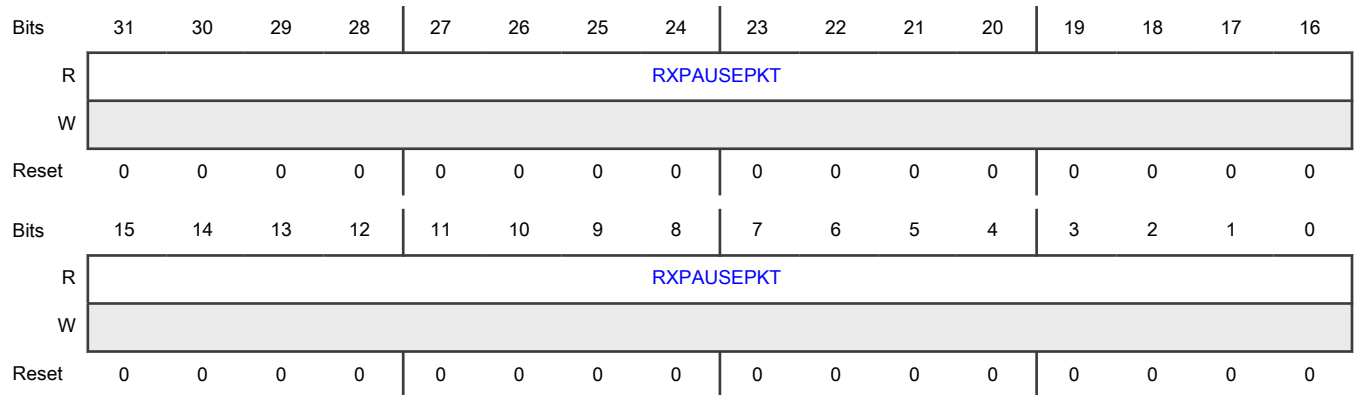 Bits 31 30 29 28 27 26 25 24 23 22 21 20 19 18 17 16
R RXPAUSEPKT
W
Reset 0 0 0 0 0 0 0 0 0 0 0 0 0 0 0 0
Bits 15 14 13 12 11 10 9 8 7 6 5 4 3 2 1 0
R RXPAUSEPKT
W
Reset 0 0 0 0 0 0 0 0 0 0 0 0 0 0 0 0